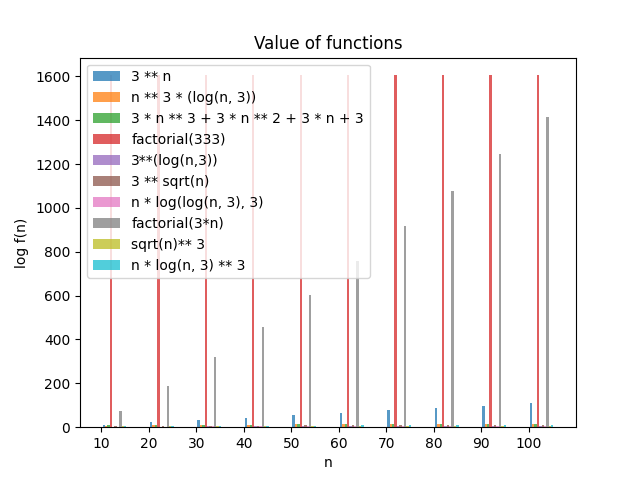 Value of functions
3 ** n
n ** 3 * (log(n, 3))
3 * n ** 3 + 3 * n ** 2 + 3 * n + 3
factorial(333)
3**(log(n,3))
3 ** sqrt(n)
n * log(log(n, 3), 3)
factorial(3*n)
sqrt(n)** 3
n * log(n, 3) ** 3
1600
1400
1200
1000
800
600
400
200
0
log f(n)
10 20 30 40 50 60 70 80 90 100
n